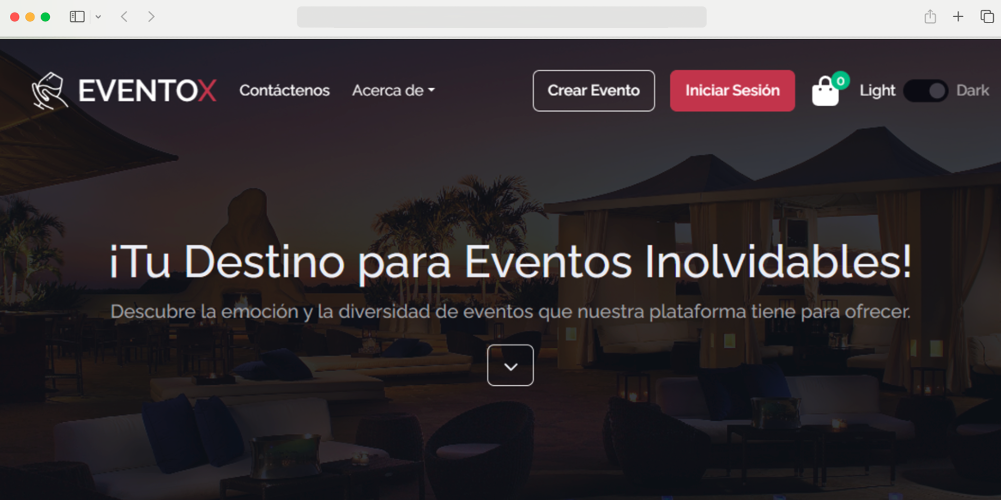 EVENTOX
Contáctenos
Acerca de
Crear Evento
Iniciar Sesión
0
Light
Dark
¡Tu Destino para Eventos Inolvidables!
Descubre la emoción y la diversidad de eventos que nuestra plataforma tiene para ofrecer.